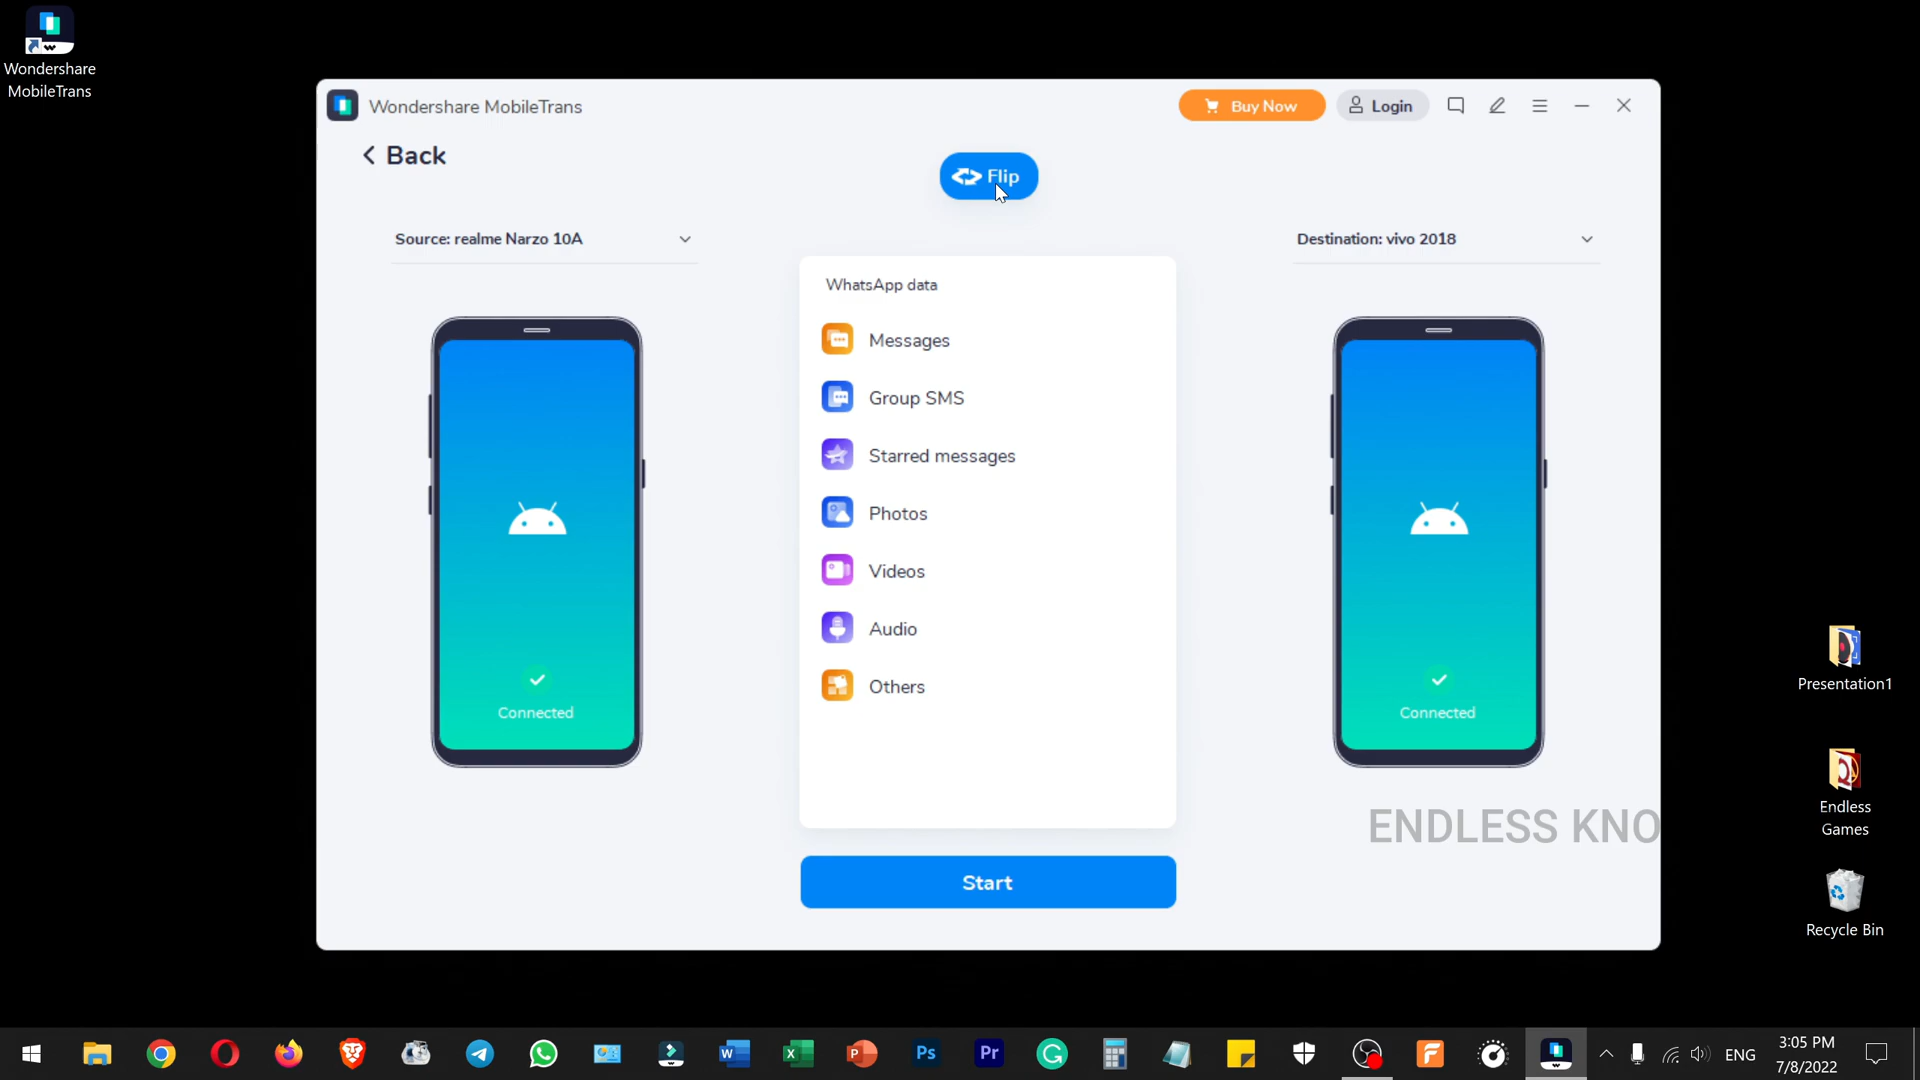 Wondershare
MobileTrans
Wondershare MobileTrans
Buy Now
Login
Back
Flip
Source: realme Narzo 10A
Destination: vivo 2018
WhatsApp data
Messages
Group SMS
Starred messages
Photos
Videos
Audio
Others
Connected
Connected
Start
ENDLESS KNO
Presentation1
Endless
Games
Recycle Bin
ENG
3:05 PM
7/8/2022